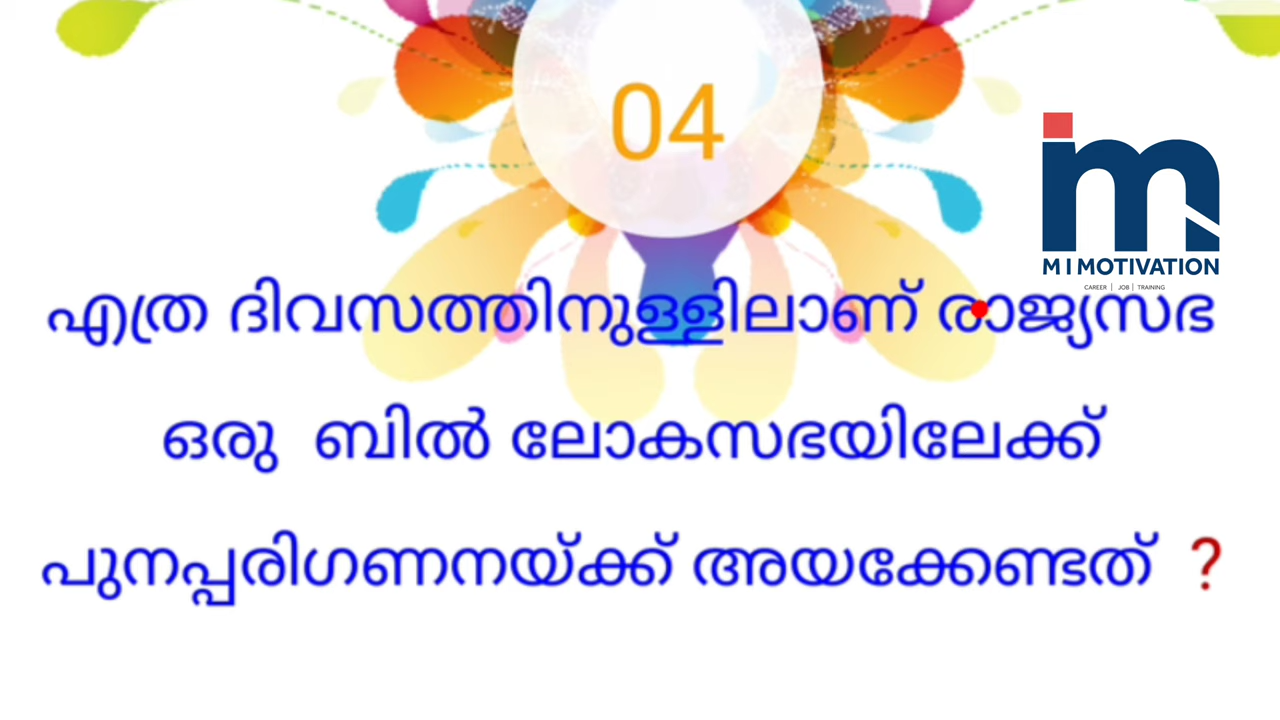 04
M I MOTIVATION
CAREER | JOB | TRAINING
എത്ര ദിവസത്തിനുള്ളിലാണ് രാജ്യസഭ
ഒരു ബിൽ ലോകസഭയിലേക്ക്
പുനപ്പരിഗണനയ്ക്ക് അയക്കേണ്ടത് ?